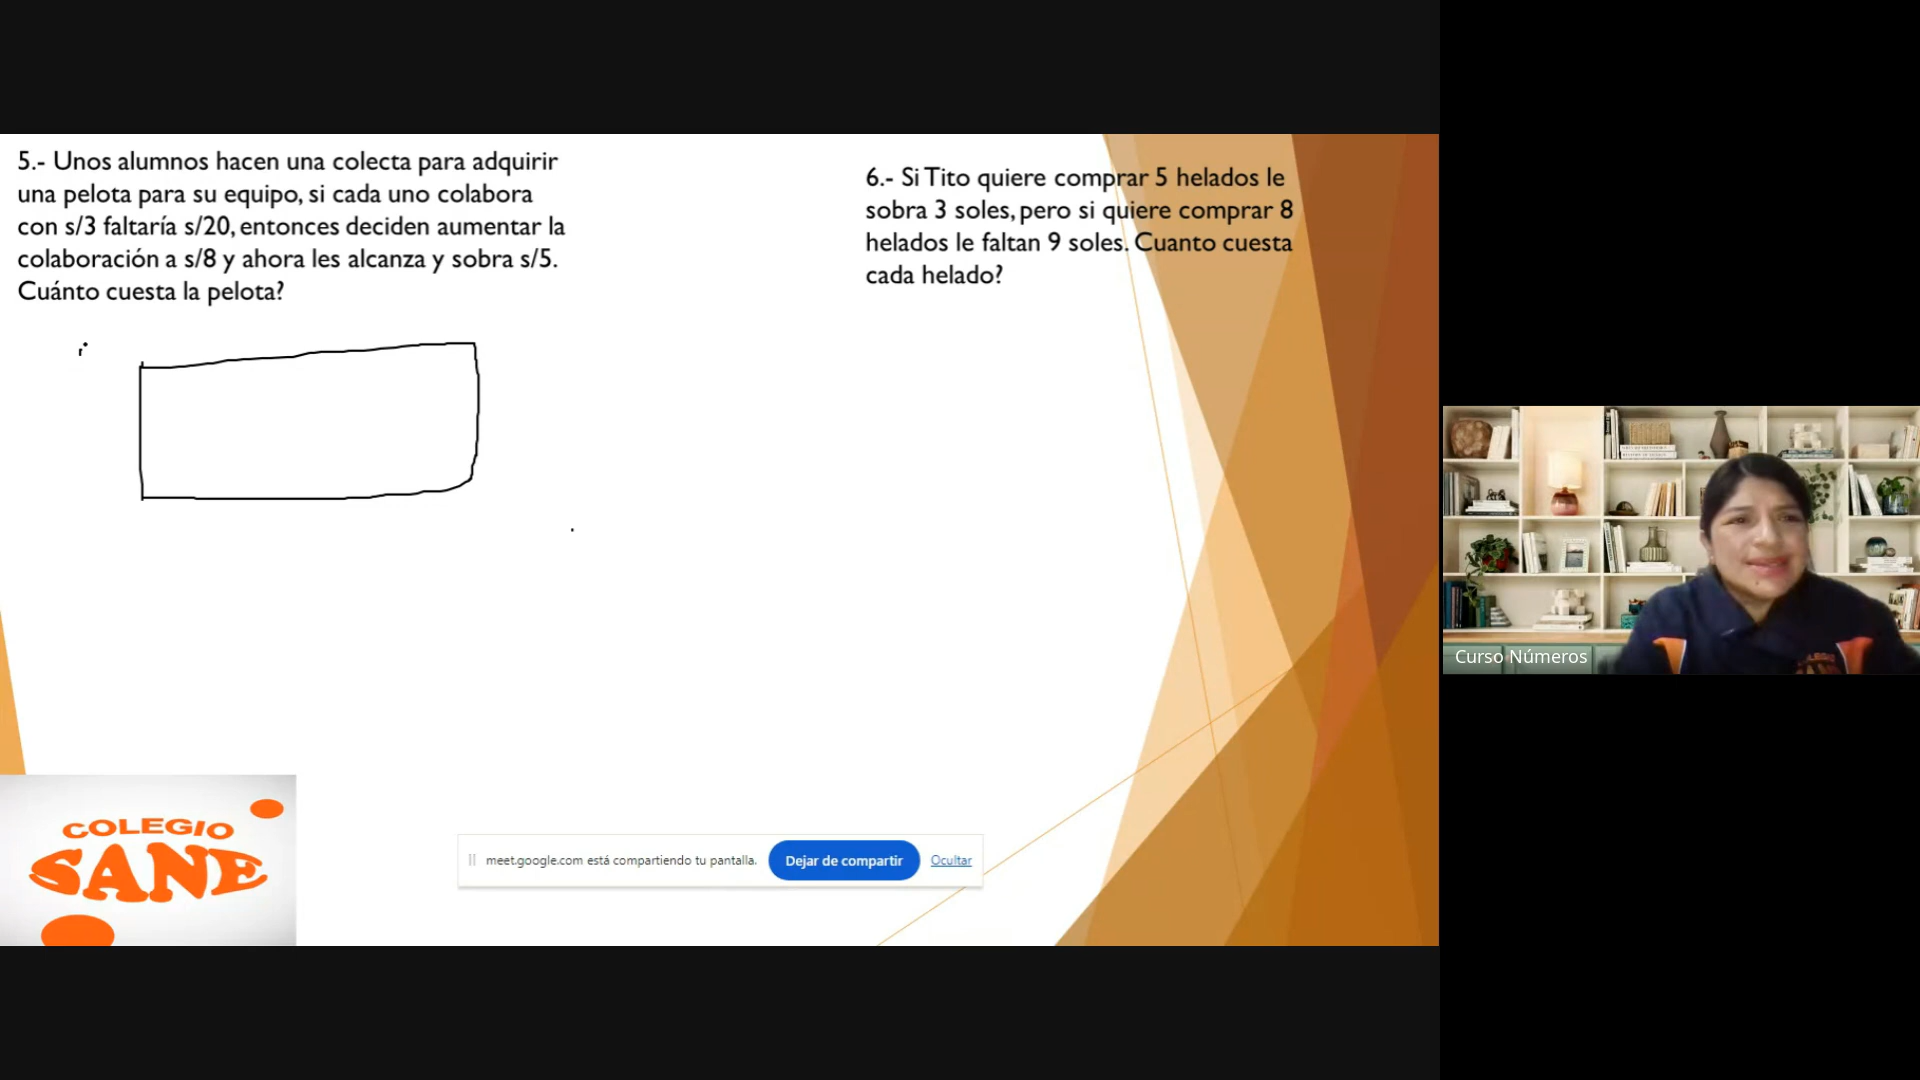 5.- Unos alumnos hacen una colecta para adquirir
una pelota para su equipo, si cada uno colabora
con s/3 faltaría s/20, entonces deciden aumentar la
colaboración a s/8 y ahora les alcanza y sobra s/5.
Cuánto cuesta la pelota?
6.- Si Tito quiere comprar 5 helados le
sobra 3 soles, pero si quiere comprar 8
helados le faltan 9 soles. Cuanto cuesta
cada helado?
COLEGIO
SANE
meet.google.com está compartiendo tu pantalla.
Dejar de compartir
Ocultar
Curso Números